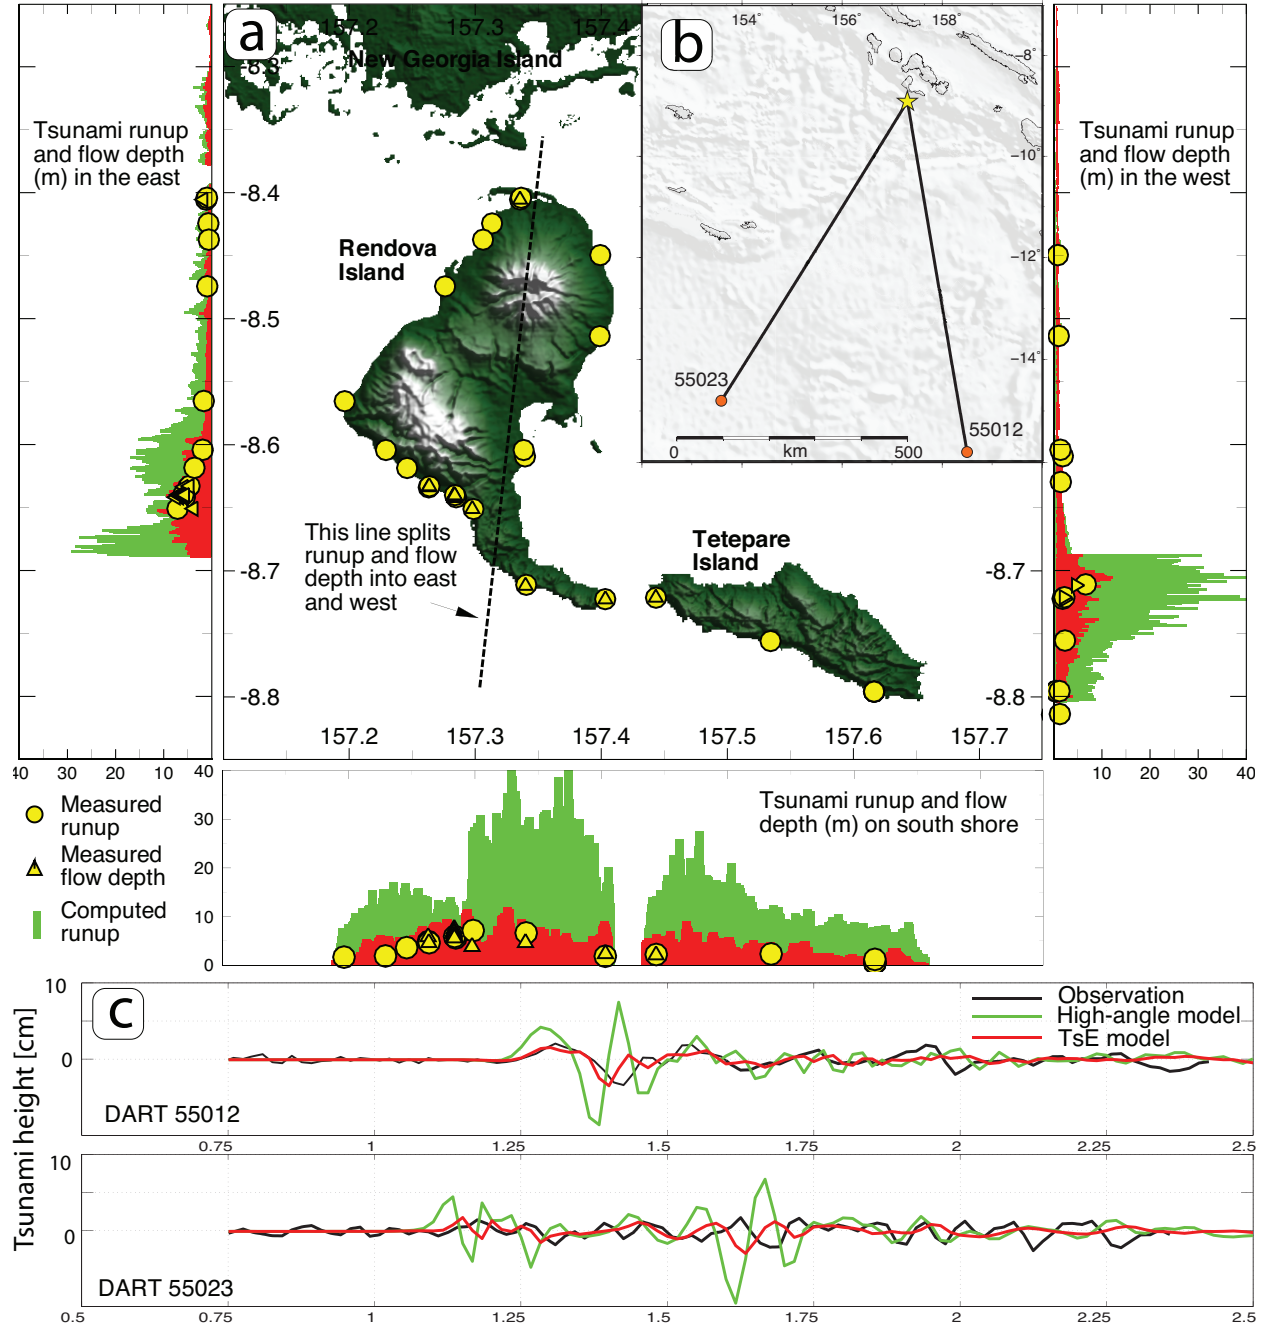 a
157.2
157.3
157.4
New Georgia Island
-8.3
b
154°
156°
158°
-8°
-10°
-12°
-14°
55023
55012
0
km
500
Tsunami runup
and flow depth
(m) in the east
Tsunami runup
and flow depth
(m) in the west
-8.4
-8.5
-8.6
-8.7
-8.8
Rendova
Island
This line splits
runup and flow
depth into east
and west
Tetepare
Island
157.2
157.3
157.4
157.5
157.6
157.7
40
30
20
10
10
20
30
40
40
30
20
10
0
Tsunami runup and flow
depth (m) on south shore
Measured
runup
Measured
flow depth
Computed
runup
c
Tsunami height [cm]
10
0
Observation
High-angle model
TsE model
DART 55012
0.75
1
1.25
1.5
1.75
2
2.25
2.5
10
0
DART 55023
0.5
0.75
1
1.25
1.5
1.75
2
2.25
2.5